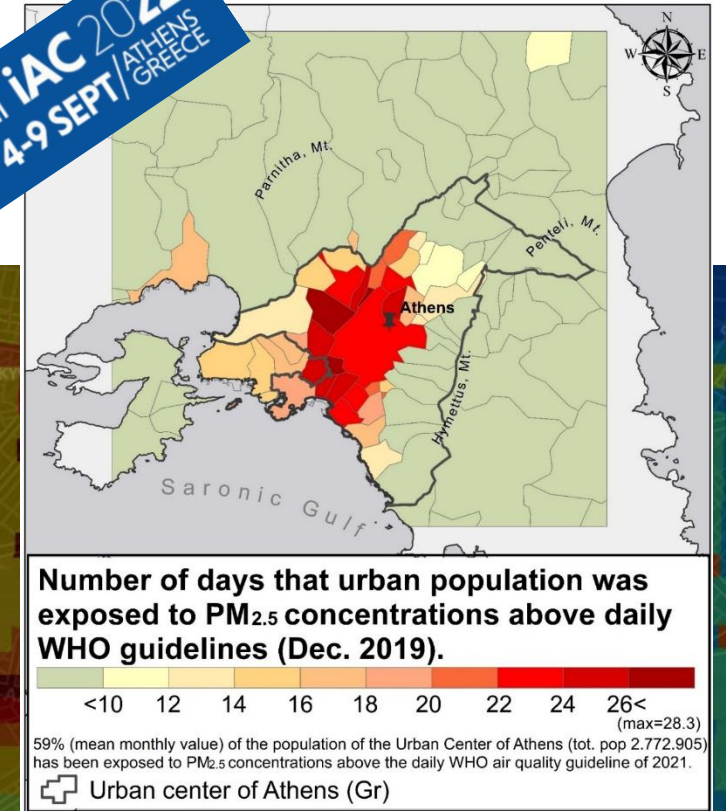 iAC 2022
4-9 SEPT/ATHENS
GREECE
N
W E
S
Parnitha, Mt.
Penteli, Mt.
Athens
Hymettus, Mt.
Saronic Gulf
Number of days that urban population was
exposed to PM2.5 concentrations above daily
WHO guidelines (Dec. 2019).
<10 12 14 16 18 20 22 24 26<
(max=28.3)
59% (mean monthly value) of the population of the Urban Center of Athens (tot. pop 2.772.905)
has been exposed to PM2.5 concentrations above the daily WHO air quality guideline of 2021.
Urban center of Athens (Gr)